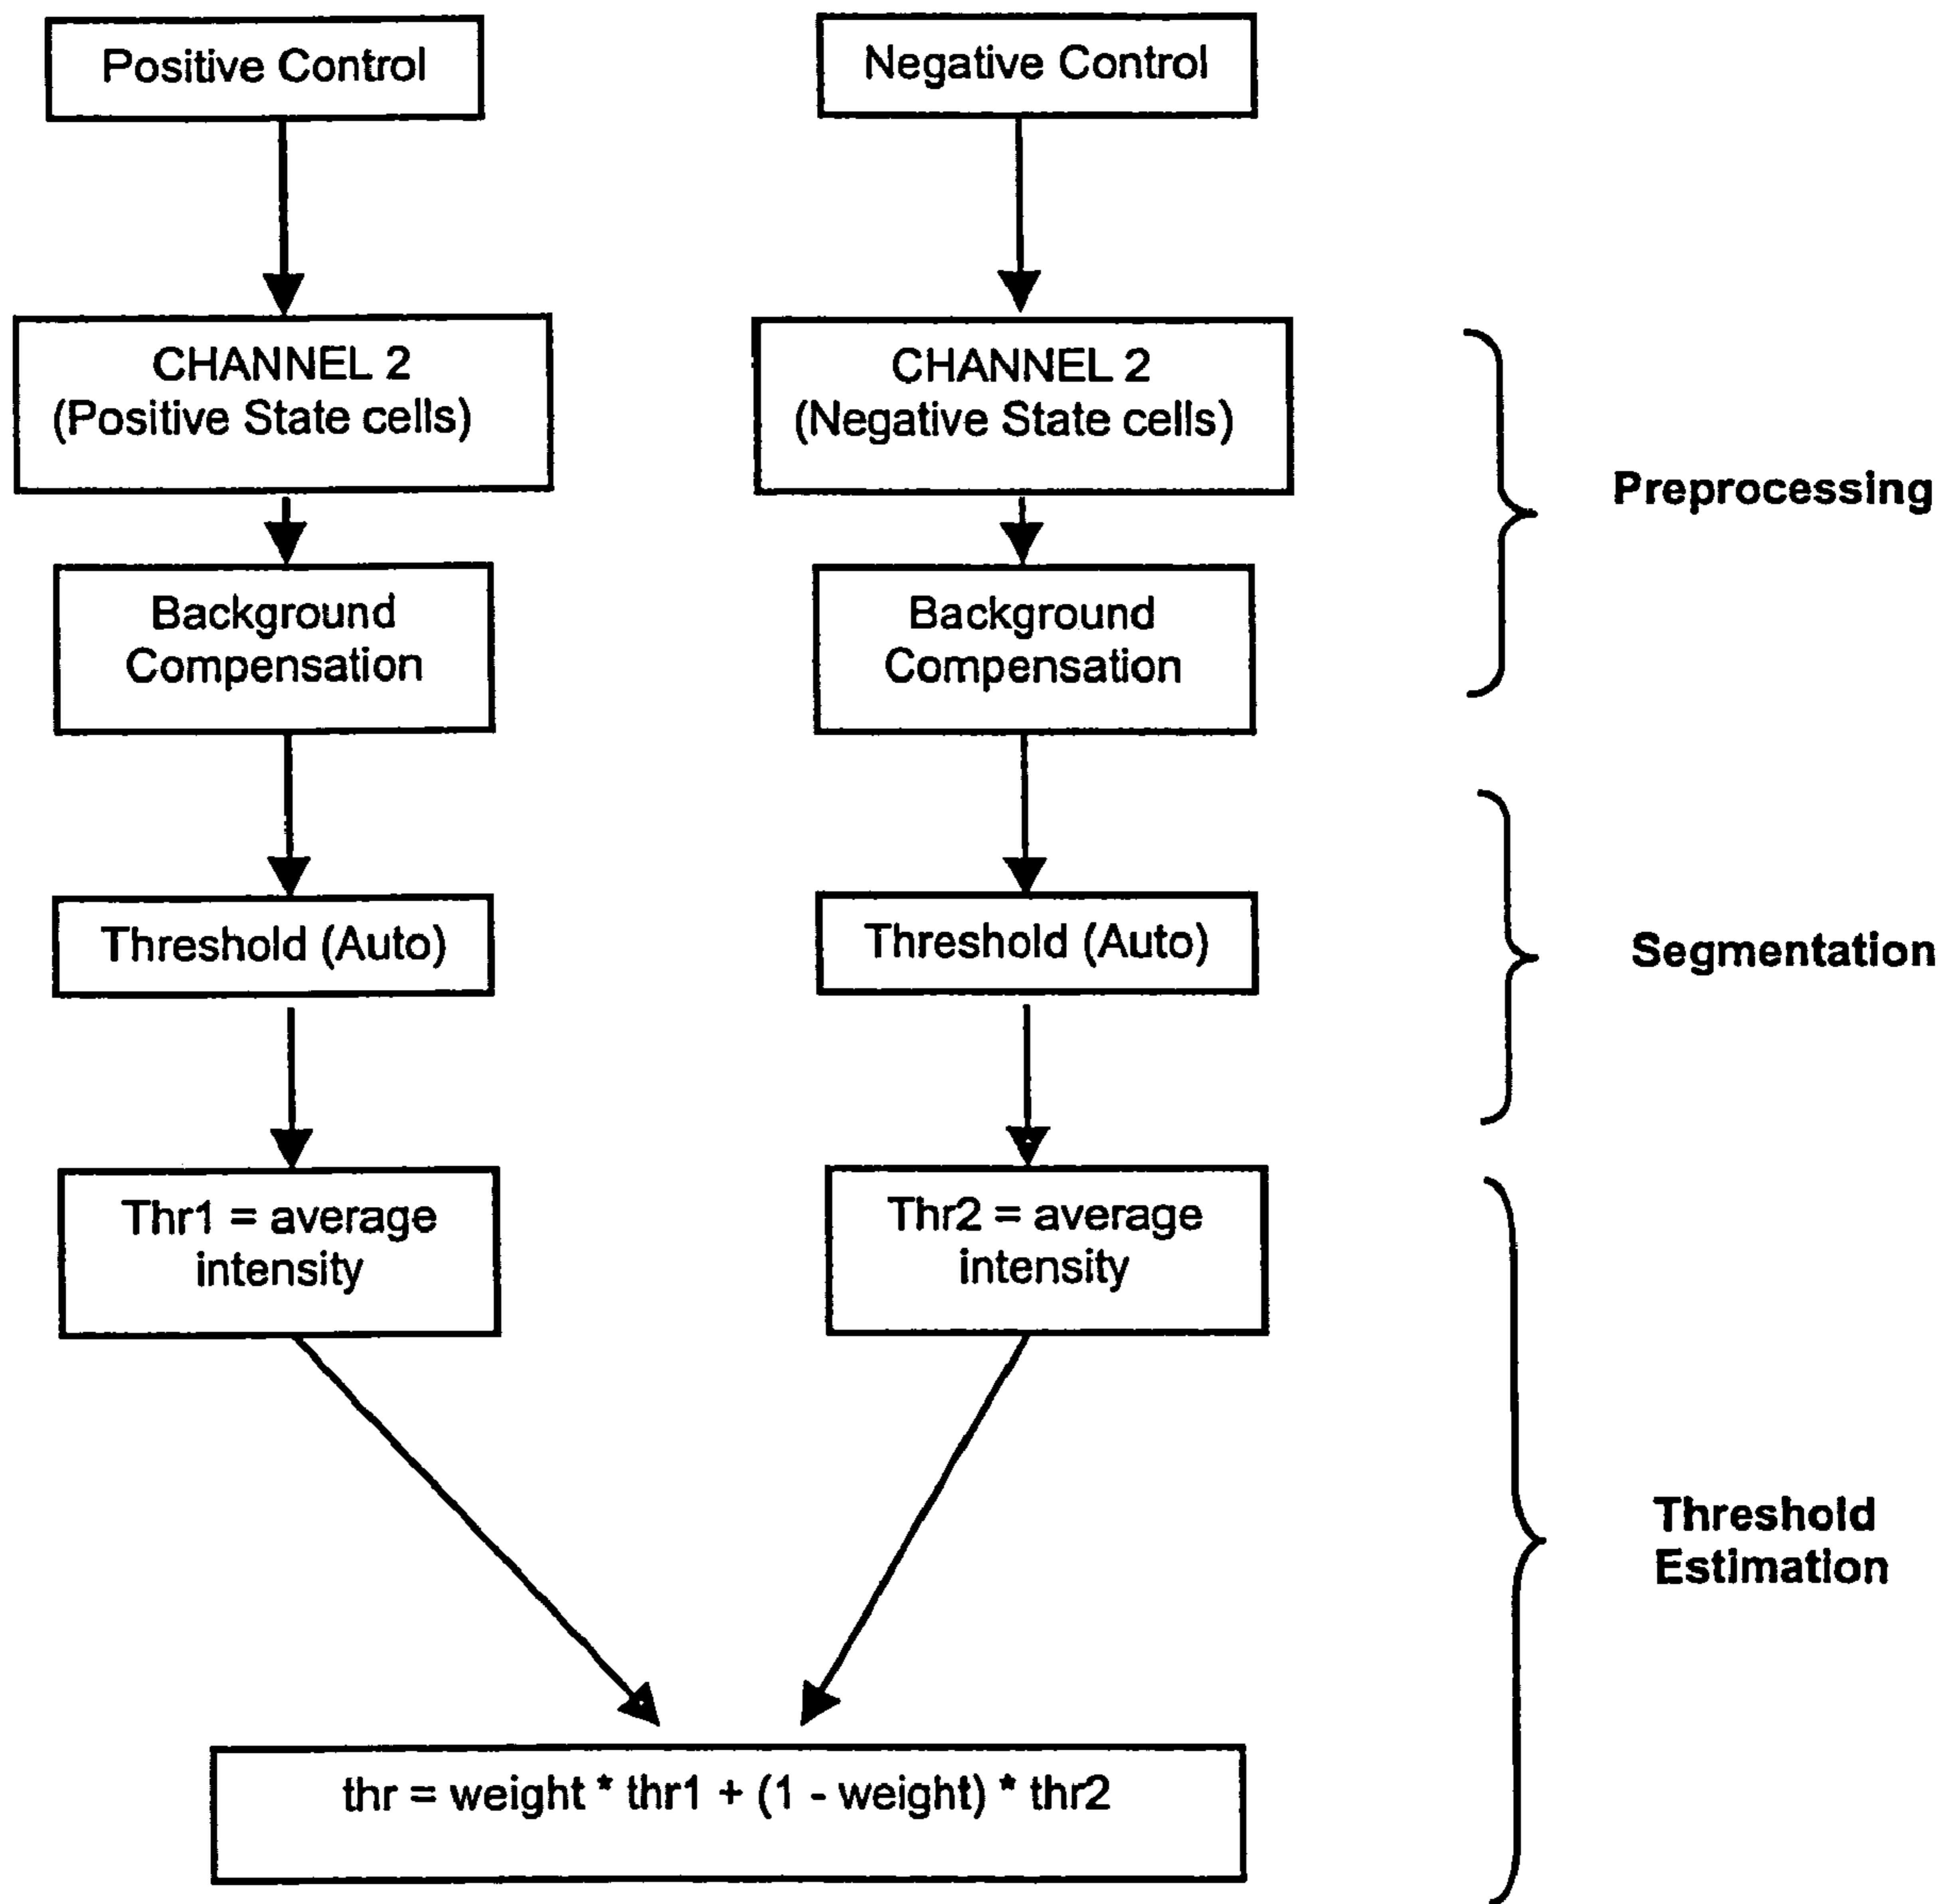 Positive Control
Negative Control
CHANNEL 2
(Positive State cells)
CHANNEL 2
(Negative State cells)
Preprocessing
Background
Compensation
Background
Compensation
Threshold (Auto)
Threshold (Auto)
Segmentation
Thr1 = average
intensity
Thr2 = average
intensity
Threshold
Estimation
thr = weight * thr1 + (1 - weight) * thr2